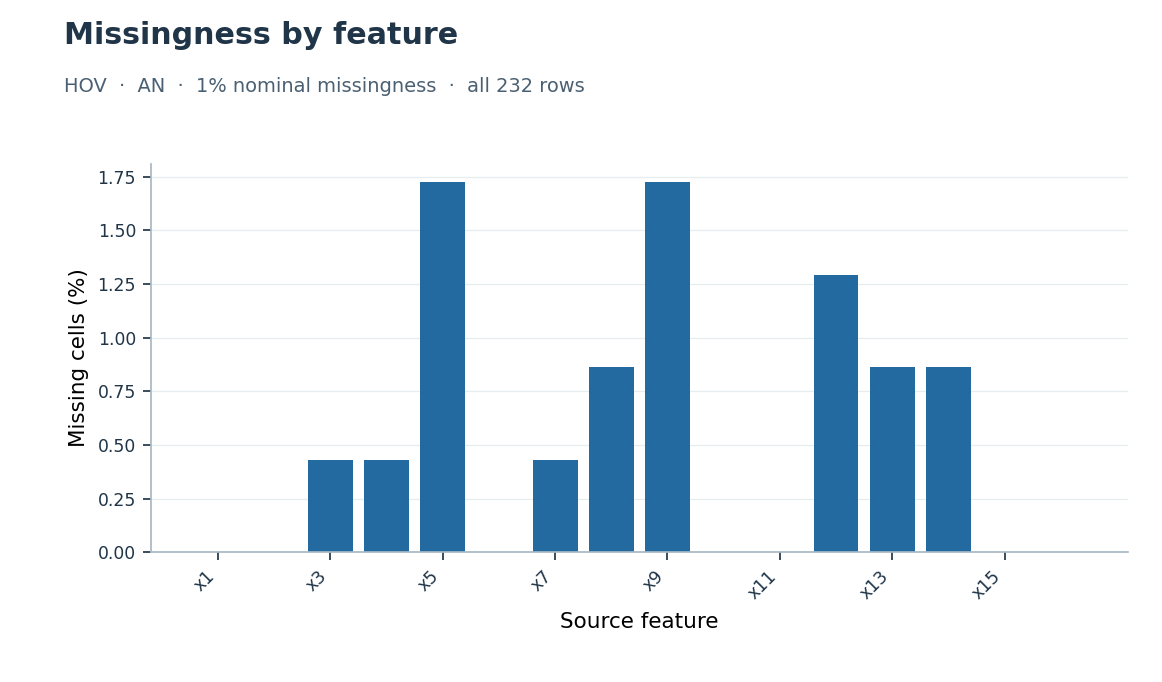 Missingness by feature
HOV · AN · 1% nominal missingness · all 232 rows
1.75
1.50
1.25
1.00
0.75
0.50
0.25
0.00
Missing cells (%)
x1 x3 x5 x7 x9 x11 x13 x15
Source feature